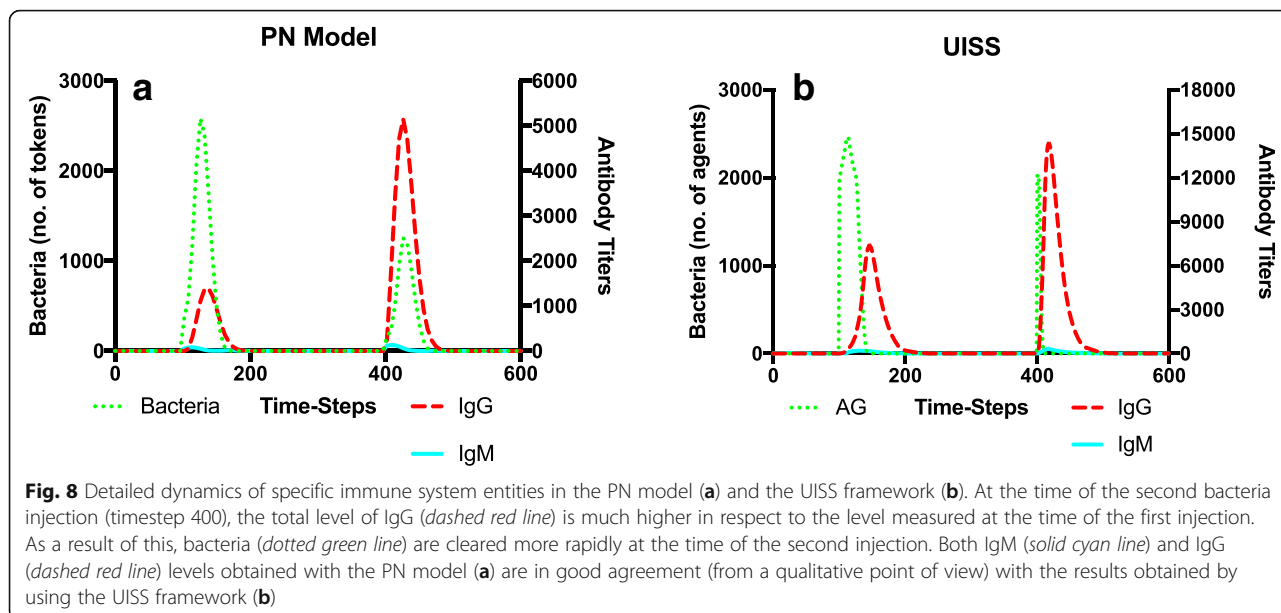 PN Model
UISS
a
b
3000
2000
1000
0
6000
5000
4000
3000
2000
1000
0
Bacteria (no. of tokens)
Antibody Titers
0
200
400
600
Time-Steps
Bacteria
IgG
IgM
3000
2000
1000
0
18000
15000
12000
9000
6000
3000
0
Bacteria (no. of agents)
Antibody Titers
0
200
400
600
Time-Steps
AG
IgG
IgM
Fig. 8 Detailed dynamics of specific immune system entities in the PN model (a) and the UISS framework (b). At the time of the second bacteria
injection (timestep 400), the total level of IgG (dashed red line) is much higher in respect to the level measured at the time of the first injection.
As a result of this, bacteria (dotted green line) are cleared more rapidly at the time of the second injection. Both IgM (solid cyan line) and IgG
(dashed red line) levels obtained with the PN model (a) are in good agreement (from a qualitative point of view) with the results obtained by
using the UISS framework (b)